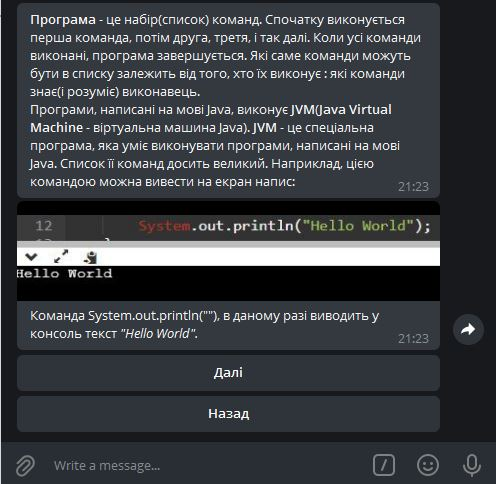 Програма - це набір(список) команд. Спочатку виконується
перша команда, потім друга, третя, і так далі. Коли усі команди
виконані, програма завершується. Які саме команди можуть
бути в списку залежить від того, хто їх виконує : які команди
знає(і розуміє) виконавець.
Програми, написані на мові Java, виконує JVM(Java Virtual
Machine - віртуальна машина Java). JVM - це спеціальна
програма, яка уміє виконувати програми, написані на мові
Java. Список її команд досить великий. Наприклад, цією
командою можна вивести на екран напис:
21:23
12 System.out.println("Hello World");
Hello World
Команда System.out.println(""), в даному разі виводить у
консоль текст "Hello World".
21:23
Далі
Назад
Write a message...